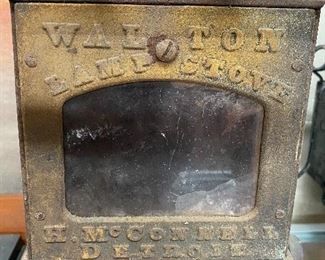 WALTON
LAMP STOVE
H. McCONNELL
DETROIT